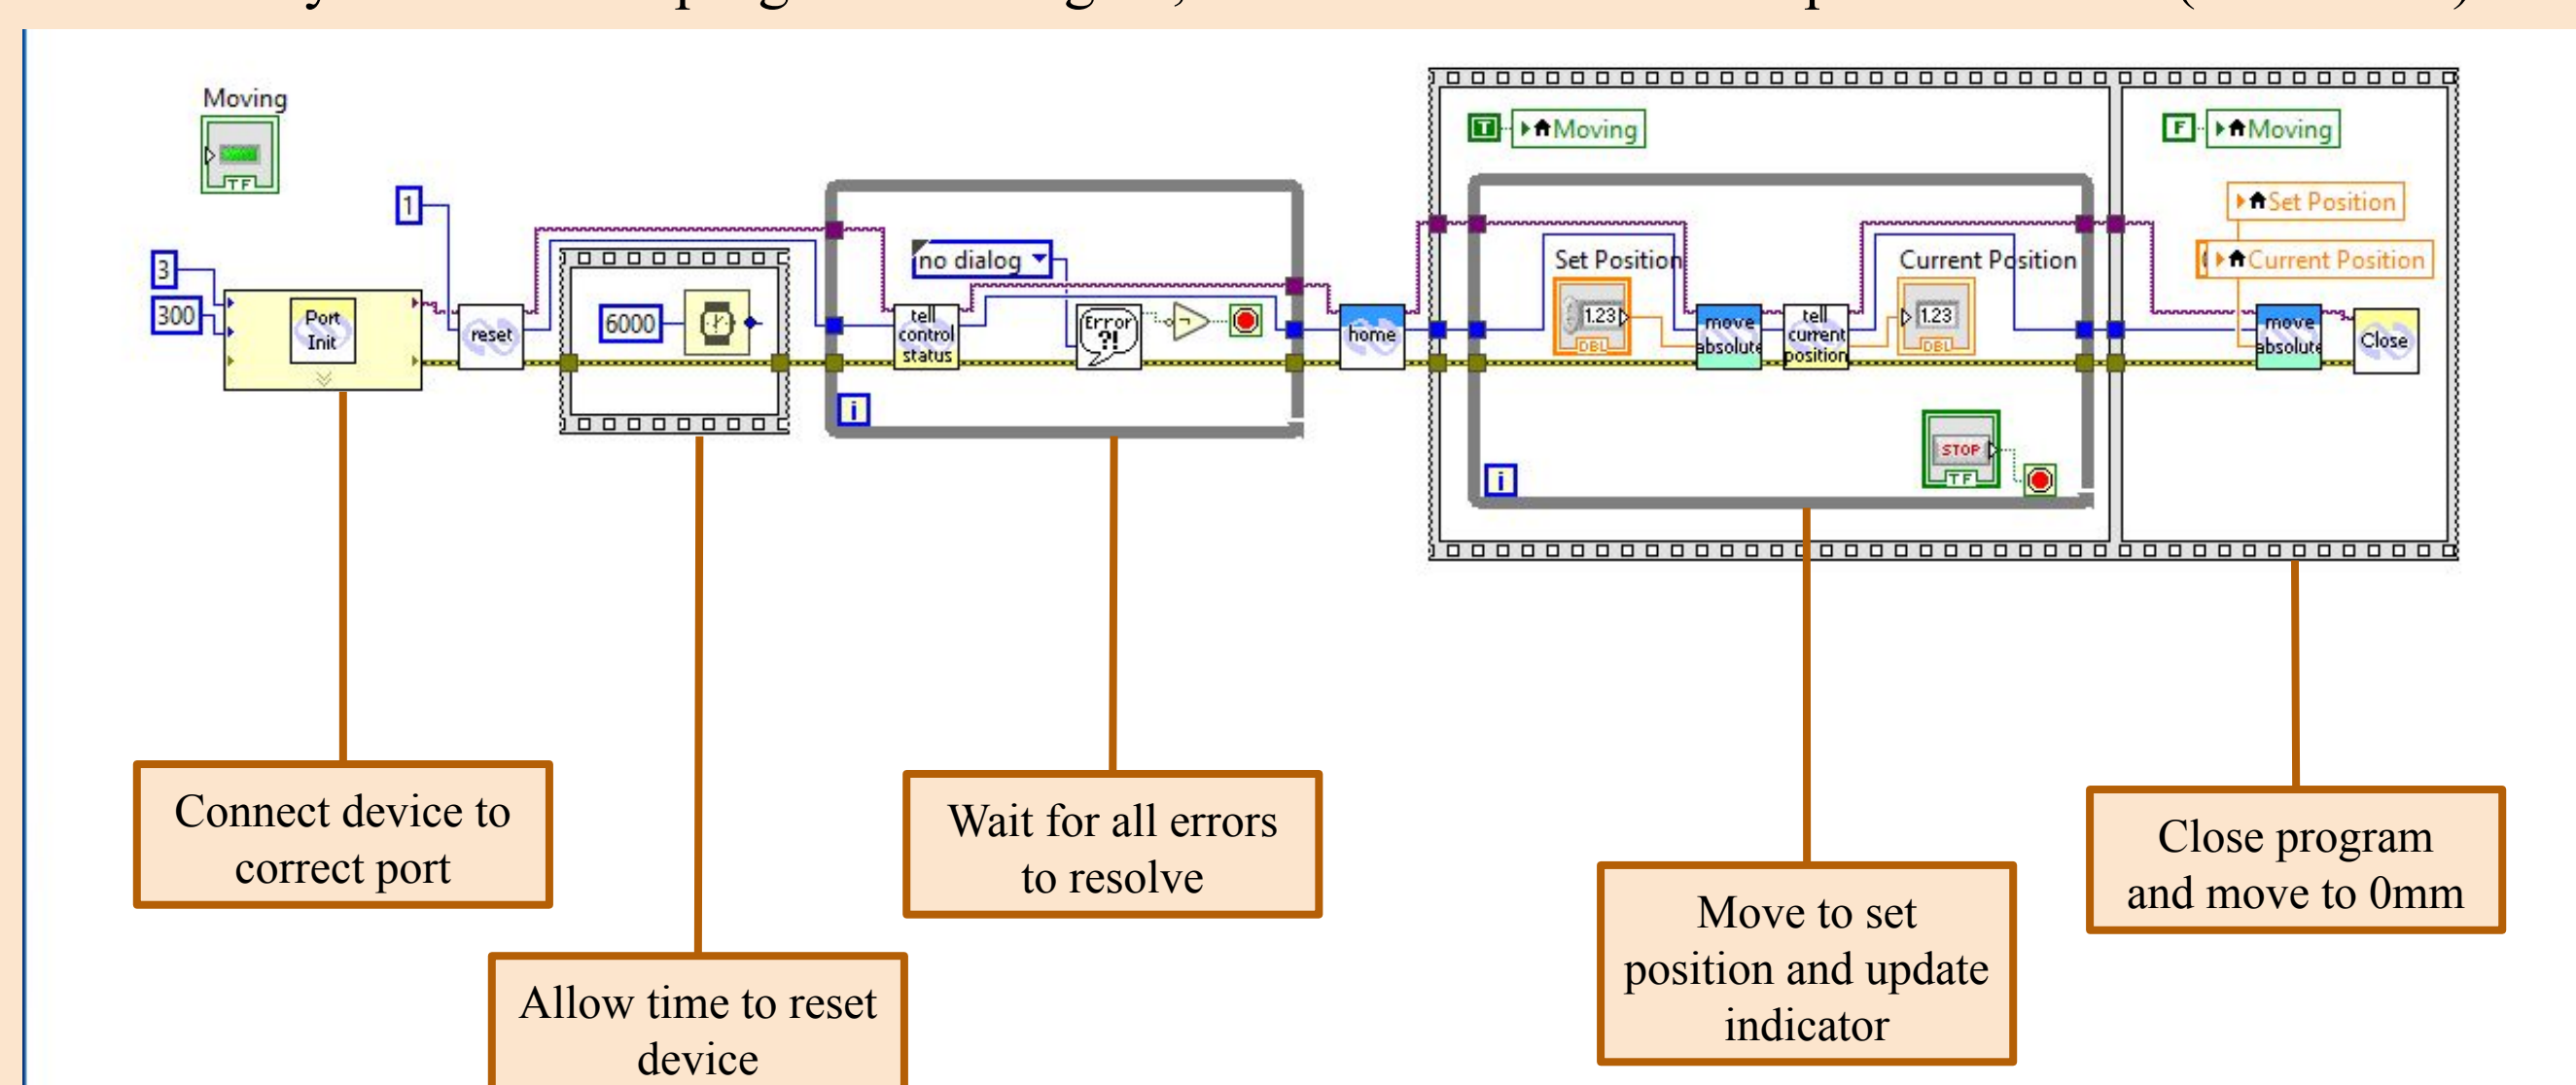 Moving
1
3
300
Port
Init
reset
6000
no dialog
tell
control
status
Error
?!
i
TF
home
T
Moving
Set Position
1.23
DBL
move
absolute
tell
current
position
Current Position
1.23
DBL
STOP
TF
i
F
Moving
Set Position
Current Position
move
absolute
Close
Connect device to
correct port
Allow time to reset
device
Wait for all errors
to resolve
Move to set
position and update
indicator
Close program
and move to 0mm